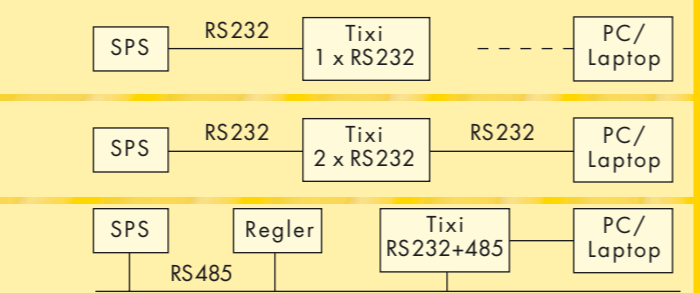 SPS
RS232
Tixi
1 x RS232
PC/
Laptop
SPS
RS232
Tixi
2 x RS232
RS232
PC/
Laptop
SPS
Regler
Tixi
RS232+485
PC/
Laptop
RS485